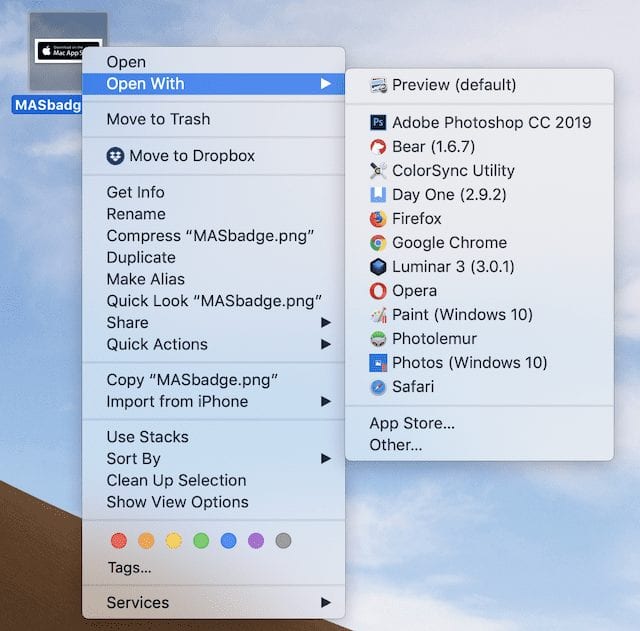 Download on the
Mac App S
MASbadge
Open
Open With
Move to Trash
Move to Dropbox
Get Info
Rename
Compress “MASbadge.png”
Duplicate
Make Alias
Quick Look “MASbadge.png”
Share
Quick Actions
Copy “MASbadge.png”
Import from iPhone
Use Stacks
Sort By
Clean Up Selection
Show View Options
Tags...
Services
Preview (default)
Ps
Adobe Photoshop CC 2019
Bear (1.6.7)
ColorSync Utility
Day One (2.9.2)
Firefox
Google Chrome
Luminar 3 (3.0.1)
Opera
Paint (Windows 10)
Photolemur
Photos (Windows 10)
Safari
App Store...
Other...